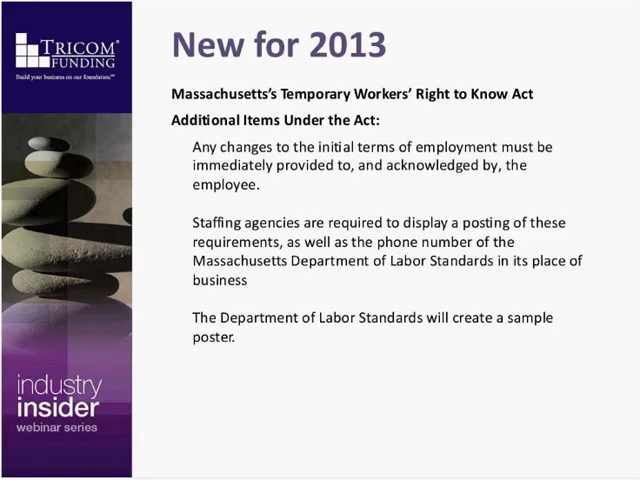 TRICOM®
FUNDING
Build your business on our foundation.℠
New for 2013
Massachusetts’s Temporary Workers’ Right to Know Act
Additional Items Under the Act:
Any changes to the initial terms of employment must be
immediately provided to, and acknowledged by, the
employee.
Staffing agencies are required to display a posting of these
requirements, as well as the phone number of the
Massachusetts Department of Labor Standards in its place of
business
The Department of Labor Standards will create a sample
poster.
industry
insider
webinar series